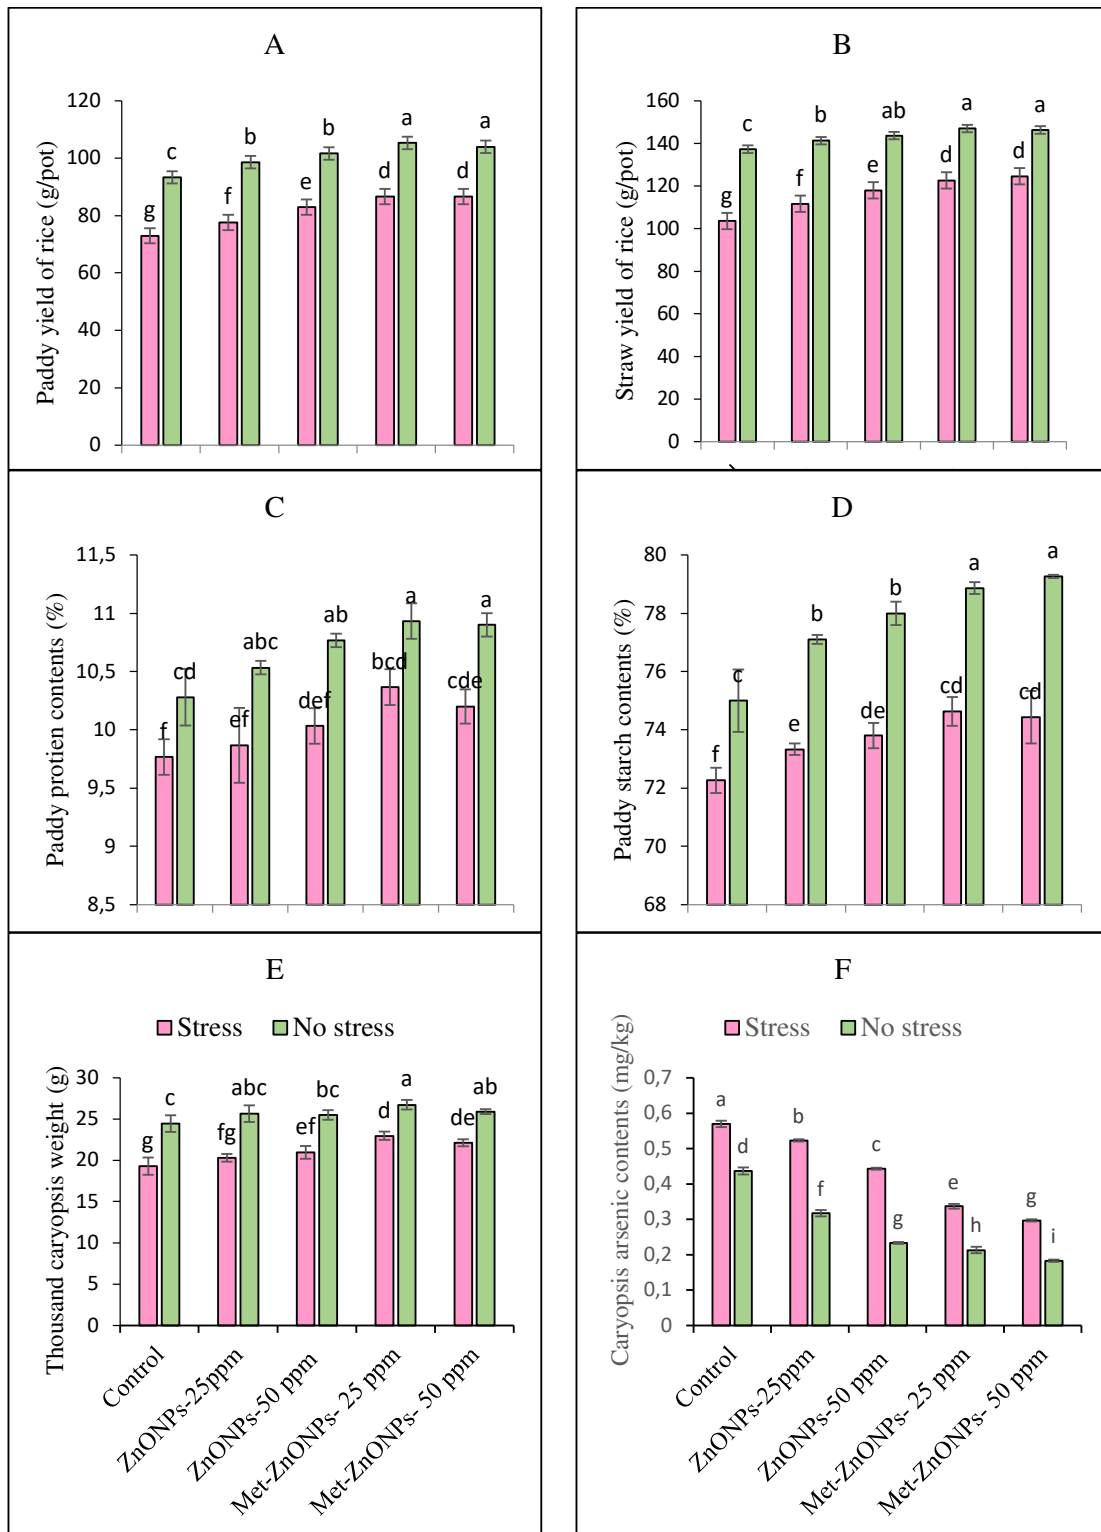 A
Paddy yield of rice (g/pot)
120
100
80
60
40
20
0
g c f b e b d a d a
B
Straw yield of rice (g/pot)
160
140
120
100
80
60
40
20
0
g c f b e ab d a d a
C
Paddy protien contents (%)
11,5
11
10,5
10
9,5
9
8,5
f cd ef abc def ab bcd a cde a
D
Paddy starch contents (%)
80
78
76
74
72
70
68
f c e b de b cd a cd a
E
Stress No stress
Thousand caryopsis weight (g)
30
25
20
15
10
5
0
g c fg abc ef bc d a de ab
Control
ZnONPs-25ppm
ZnONPs-50 ppm
Met-ZnONPs- 25 ppm
Met-ZnONPs- 50 ppm
F
Stress No stress
Caryopsis arsenic contents (mg/kg)
0,7
0,6
0,5
0,4
0,3
0,2
0,1
0
a d b f c g e h g i
Control
ZnONPs-25ppm
ZnONPs-50 ppm
Met-ZnONPs- 25 ppm
Met-ZnONPs- 50 ppm